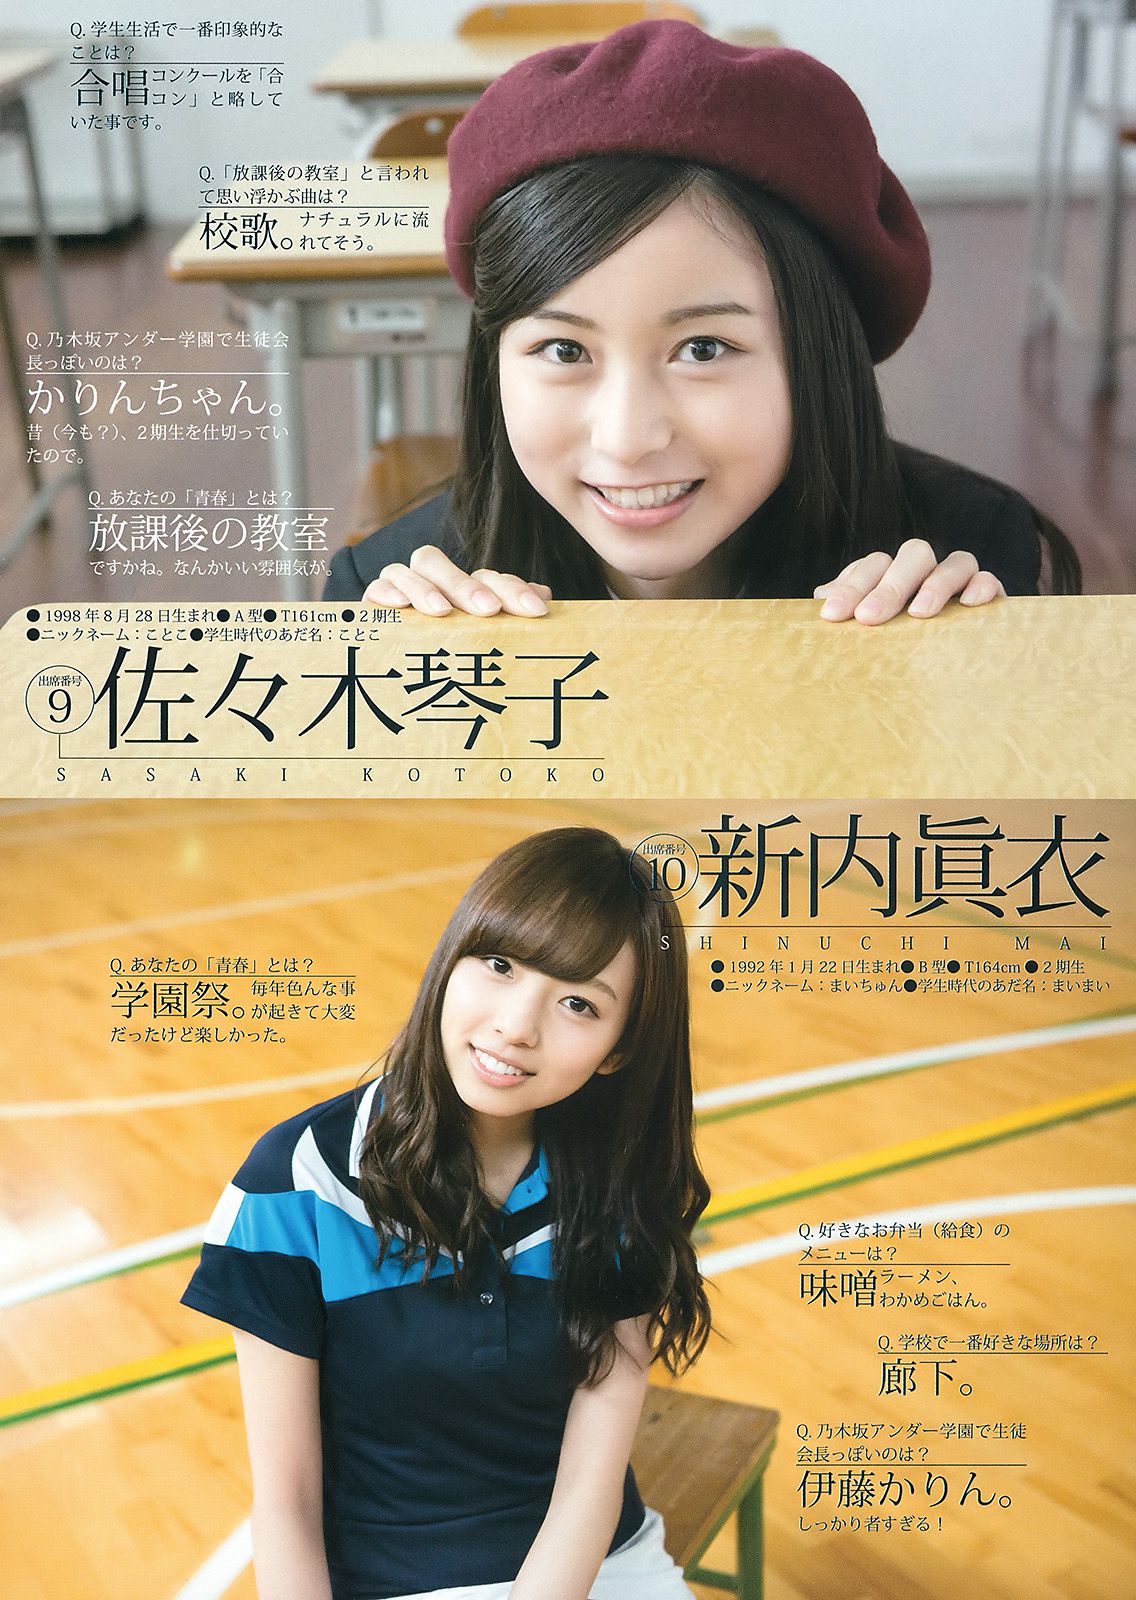 Q. 学生生活で一番印象的な
ことは？
合唱コンクールを「合
コン」と略して
いた事です。
Q.「放課後の教室」と言われ
て思い浮かぶ曲は？
校歌。ナチュラルに流
れてそう。
Q. 乃木坂アンダー学園で生徒会
長っぽいのは？
かりんちゃん。
昔（今も？）、2期生を仕切ってい
たので。
Q. あなたの「青春」とは？
放課後の教室
ですかね。なんかいい雰囲気が。
● 1998 年 8 月 28 日生まれ● A 型● T161cm ● 2 期生
●ニックネーム：ことこ●学生時代のあだ名：ことこ
出席番号
9
佐々木琴子
SASAKI KOTOKO
出席番号
10
新内眞衣
SHINUCHI MAI
● 1992 年 1 月 22 日生まれ● B 型● T164cm ● 2 期生
●ニックネーム：まいちゅん●学生時代のあだ名：まいまい
Q. あなたの「青春」とは？
学園祭。毎年色んな事
が起きて大変
だったけど楽しかった。
Q. 好きなお弁当（給食）の
メニューは？
味噌ラーメン、
わかめごはん。
Q. 学校で一番好きな場所は？
廊下。
Q. 乃木坂アンダー学園で生徒
会長っぽいのは？
伊藤かりん。
しっかり者すぎる！